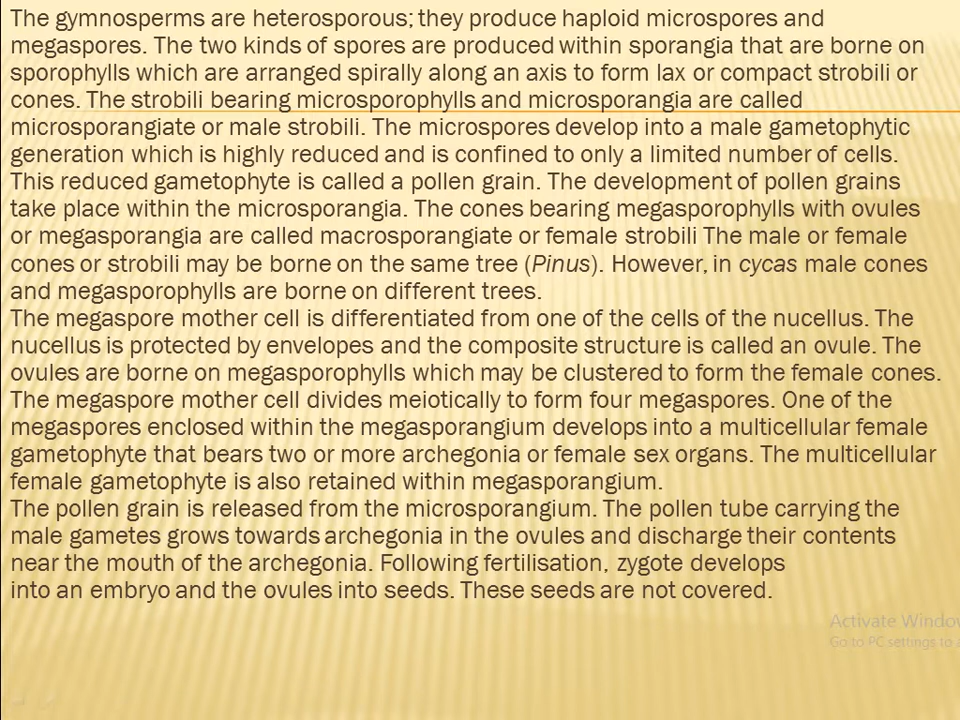 The gymnosperms are heterosporous; they produce haploid microspores and
megaspores. The two kinds of spores are produced within sporangia that are borne on
sporophylls which are arranged spirally along an axis to form lax or compact strobili or
cones. The strobili bearing microsporophylls and microsporangia are called
microsporangiate or male strobili. The microspores develop into a male gametophytic
generation which is highly reduced and is confined to only a limited number of cells.
This reduced gametophyte is called a pollen grain. The development of pollen grains
take place within the microsporangia. The cones bearing megasporophylls with ovules
or megasporangia are called macrosporangiate or female strobili The male or female
cones or strobili may be borne on the same tree (Pinus). However, in cycas male cones
and megasporophylls are borne on different trees.
The megaspore mother cell is differentiated from one of the cells of the nucellus. The
nucellus is protected by envelopes and the composite structure is called an ovule. The
ovules are borne on megasporophylls which may be clustered to form the female cones.
The megaspore mother cell divides meiotically to form four megaspores. One of the
megaspores enclosed within the megasporangium develops into a multicellular female
gametophyte that bears two or more archegonia or female sex organs. The multicellular
female gametophyte is also retained within megasporangium.
The pollen grain is released from the microsporangium. The pollen tube carrying the
male gametes grows towards archegonia in the ovules and discharge their contents
near the mouth of the archegonia. Following fertilisation, zygote develops
into an embryo and the ovules into seeds. These seeds are not covered.
Activate Window
Go to PC settings to a